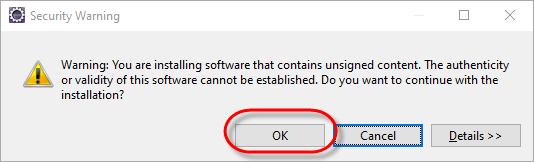 Security Warning
Warning: You are installing software that contains unsigned content. The authenticity
or validity of this software cannot be established. Do you want to continue with the
installation?
OK
Cancel
Details >>